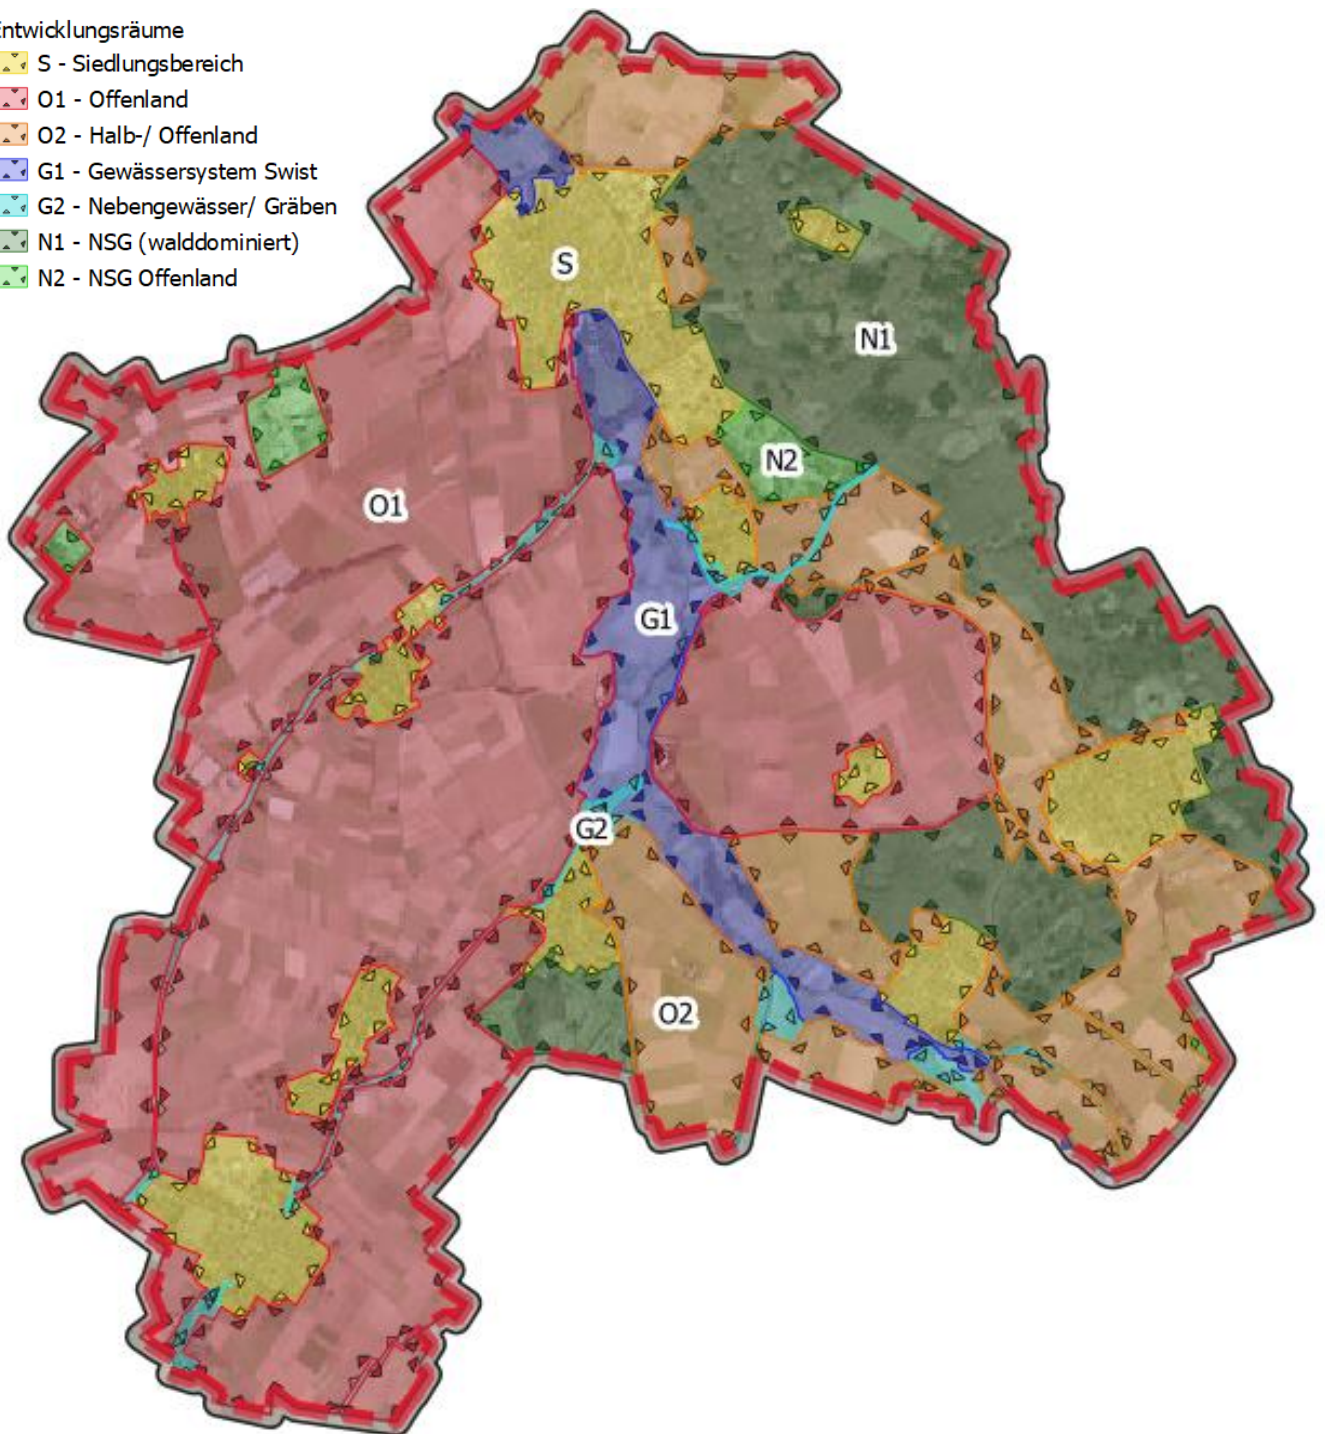 Entwicklungsräume
S - Siedlungsbereich
O1 - Offenland
O2 - Halb-/ Offenland
G1 - Gewässersystem Swist
G2 - Nebengewässer/ Gräben
N1 - NSG (walddominiert)
N2 - NSG Offenland
S
N1
N2
O1
G1
G2
O2